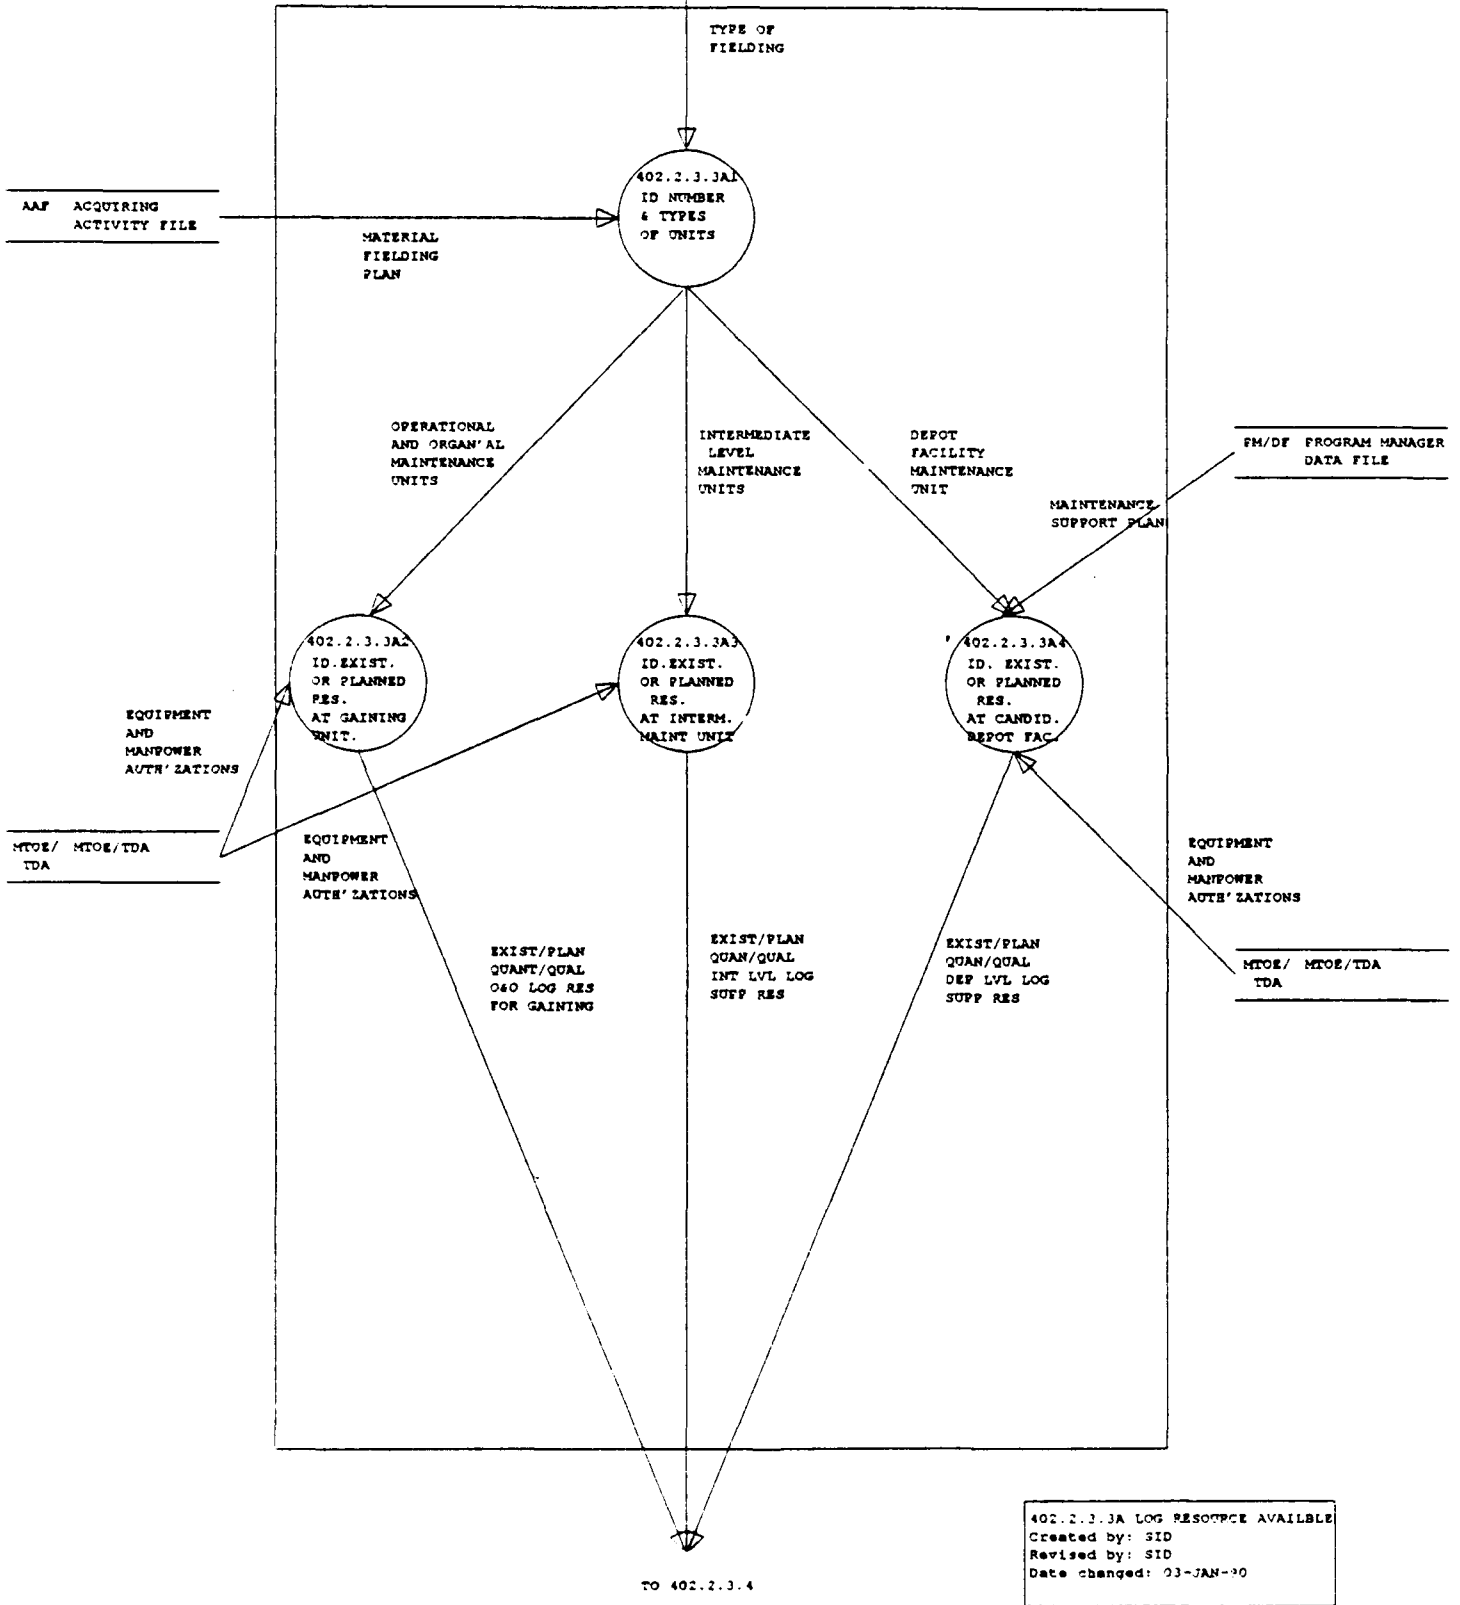 TYPE OF
FIELDING
402.2.3.3A1
ID NUMBER
& TYPES
OF UNITS
AAF ACQUIRING
ACTIVITY FILE
MATERIAL
FIELDING
PLAN
OPERATIONAL
AND ORGAN'AL
MAINTENANCE
UNITS
INTERMEDIATE
LEVEL
MAINTENANCE
UNITS
DEPOT
FACILITY
MAINTENANCE
UNIT
PM/DF PROGRAM MANAGER
DATA FILE
MAINTENANCE
SUPPORT PLAN
402.2.3.3A2
ID.EXIST.
OR PLANNED
RES.
AT GAINING
UNIT.
402.2.3.3A3
ID.EXIST.
OR PLANNED
RES.
AT INTERM.
MAINT UNIT
402.2.3.3A4
ID. EXIST.
OR PLANNED
RES.
AT CANDID.
DEPOT FAC.
EQUIPMENT
AND
MANPOWER
AUTH'ZATIONS
MTOE/ MTOE/TDA
TDA
EQUIPMENT
AND
MANPOWER
AUTH'ZATIONS
EQUIPMENT
AND
MANPOWER
AUTH'ZATIONS
EXIST/PLAN
QUANT/QUAL
O&O LOG RES
FOR GAINING
EXIST/PLAN
QUAN/QUAL
INT LVL LOG
SUPP RES
EXIST/PLAN
QUAN/QUAL
DEP LVL LOG
SUPP RES
MTOE/ MTOE/TDA
TDA
TO 402.2.3.4
402.2.3.3A LOG RESOURCE AVAILBLE
Created by: SID
Revised by: SID
Date changed: 03-JAN-90